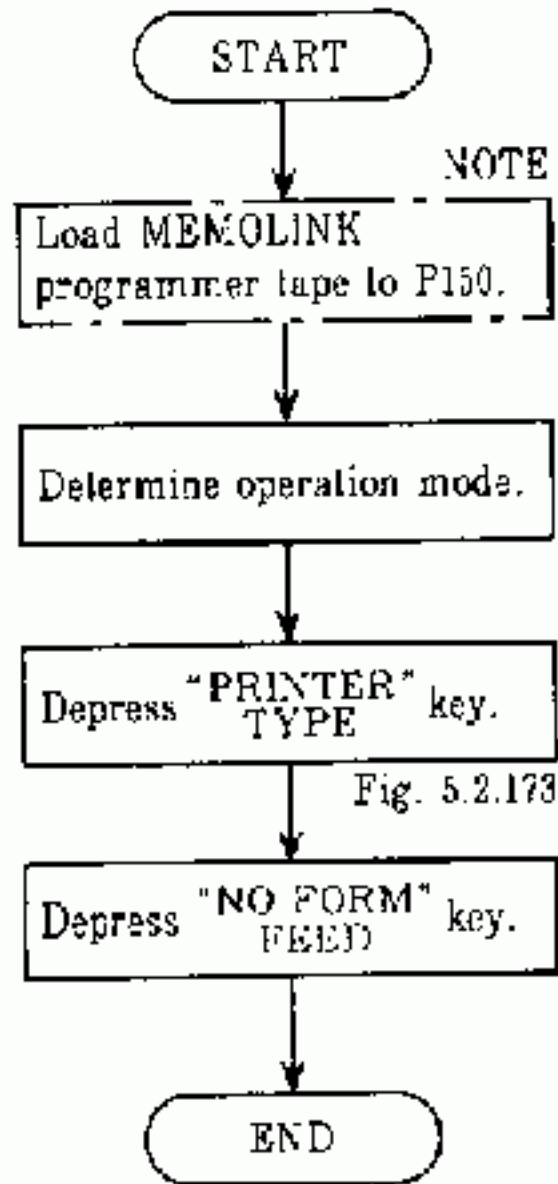 START
NOTE
Load MEMOLINK
programmer tape to P150.
Determine operation mode.
Depress "PRINTER TYPE" key.
Fig. 5.2.173
Depress "NO FORM FEED" key.
END